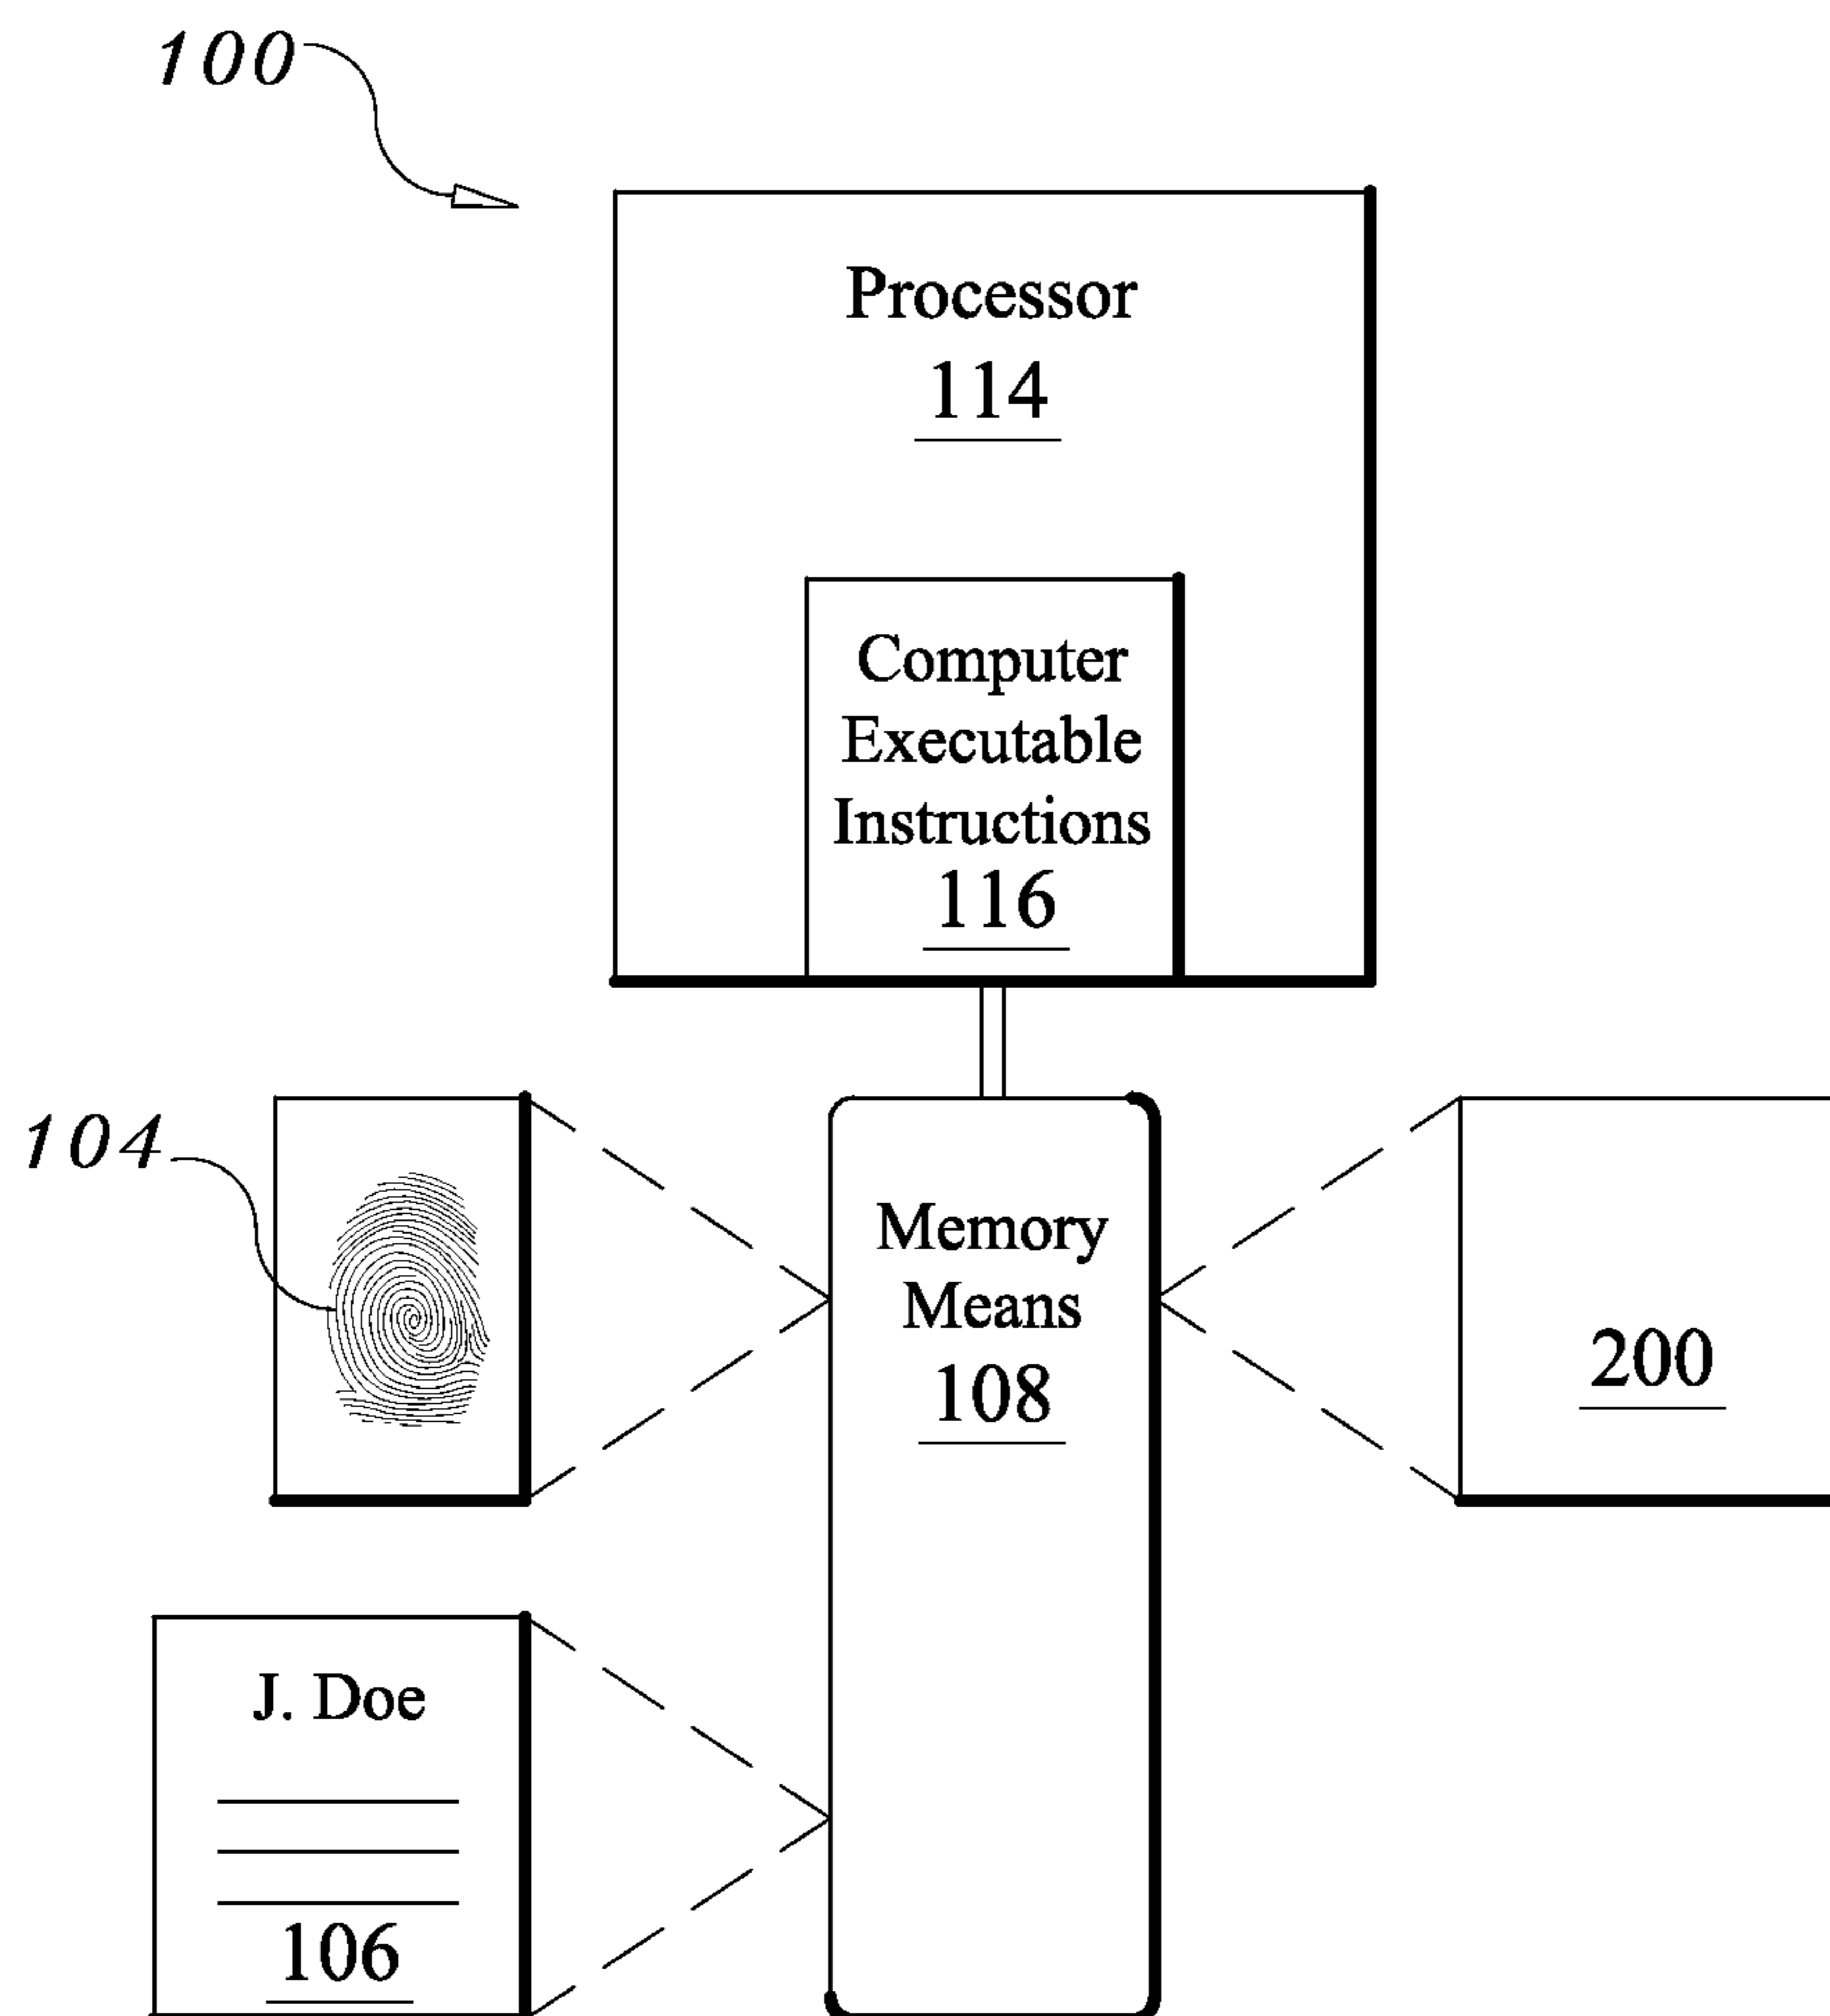 100
Processor
114
Computer
Executable
Instructions
116
104
Memory
Means
108
200
J. Doe
106